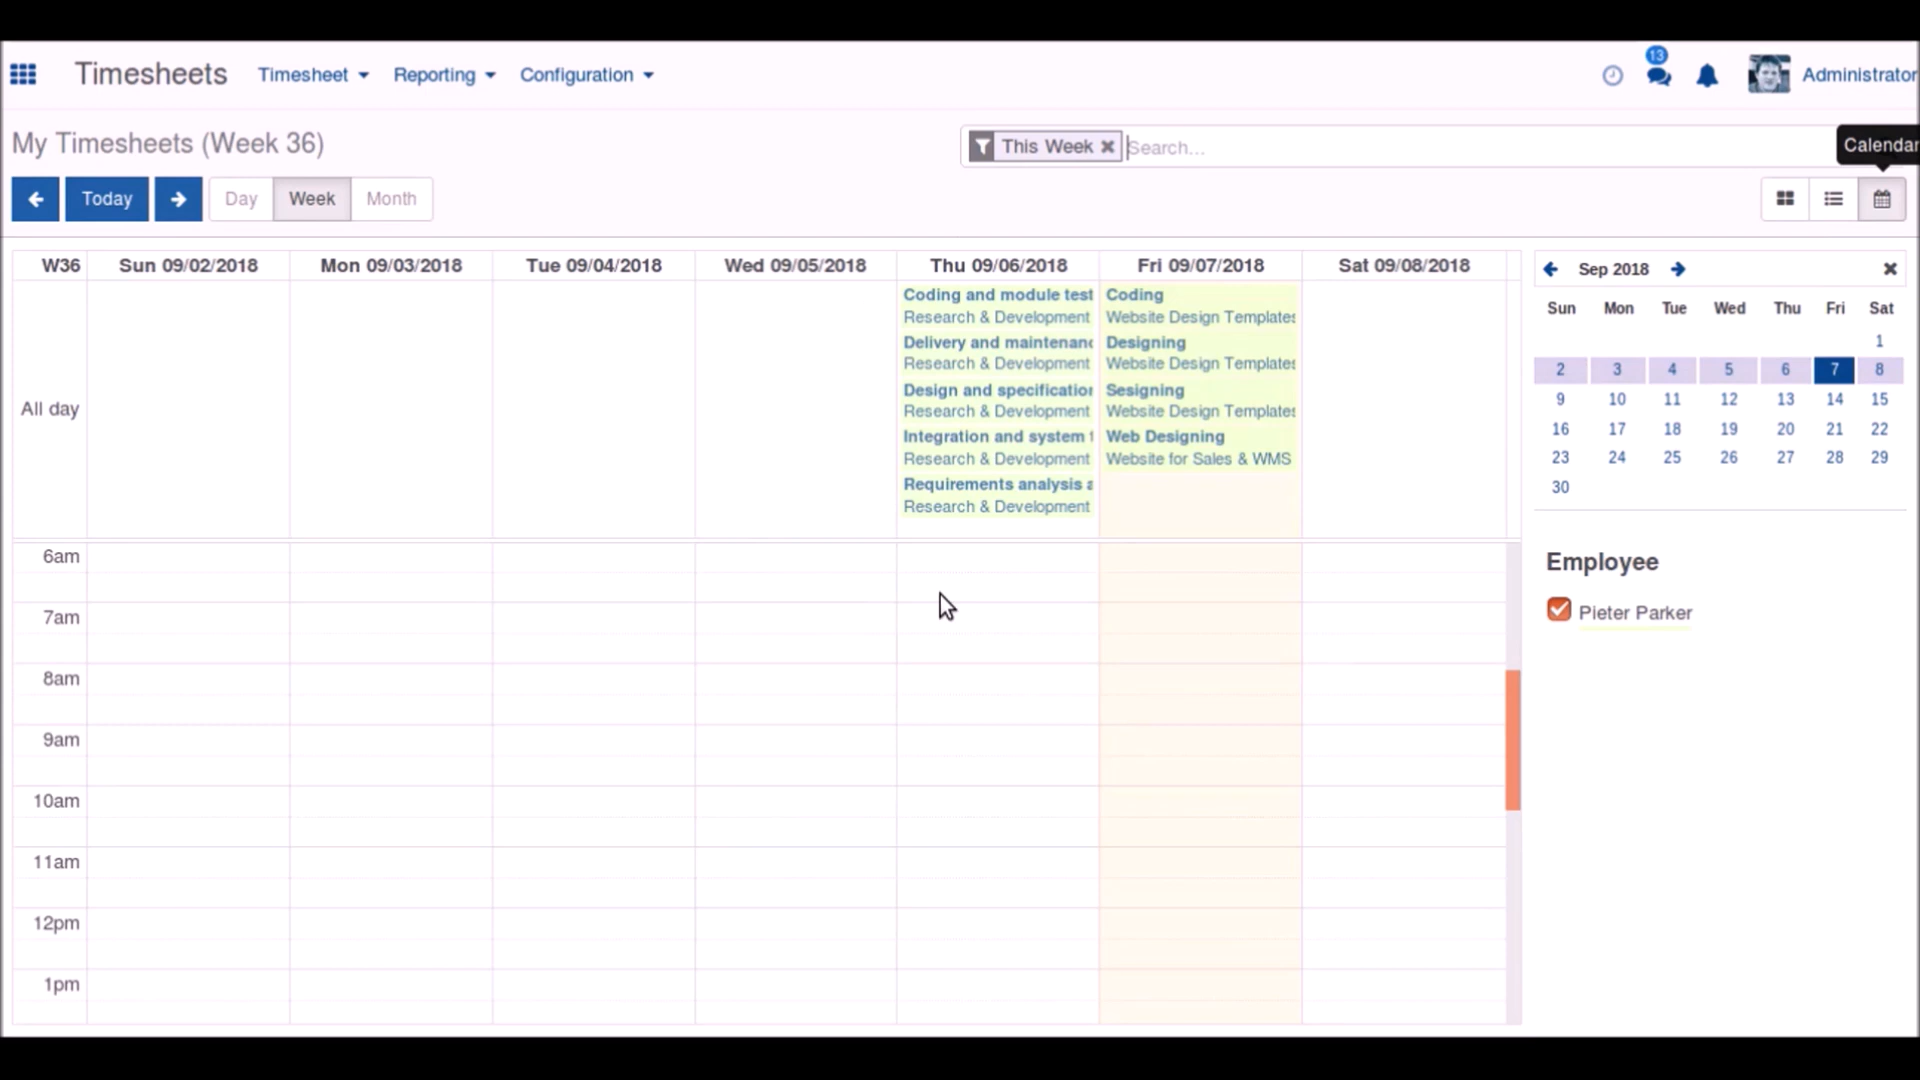 Timesheets Timesheet Reporting Configuration 13 Administrator
My Timesheets (Week 36) This Week Search... Calendar
Today Day Week Month
W36 Sun 09/02/2018 Mon 09/03/2018 Tue 09/04/2018 Wed 09/05/2018 Thu 09/06/2018 Fri 09/07/2018 Sat 09/08/2018
All day
Coding and module test
Research & Development
Delivery and maintenanc
Research & Development
Design and specification
Research & Development
Integration and system t
Research & Development
Requirements analysis a
Research & Development
Coding
Website Design Templates
Designing
Website Design Templates
Sesigning
Website Design Templates
Web Designing
Website for Sales & WMS
6am
7am
8am
9am
10am
11am
12pm
1pm
Sep 2018
Sun Mon Tue Wed Thu Fri Sat
1
2 3 4 5 6 7 8
9 10 11 12 13 14 15
16 17 18 19 20 21 22
23 24 25 26 27 28 29
30
Employee
Pieter Parker